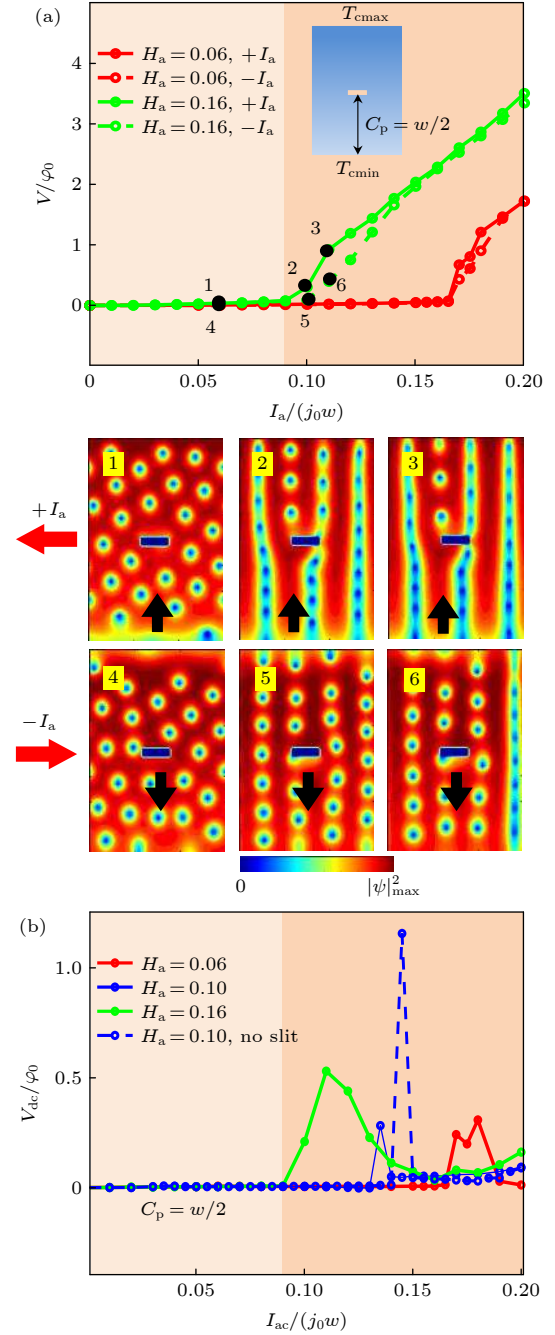 (a)
T_cmax
H_a = 0.06, +I_a
H_a = 0.06, −I_a
H_a = 0.16, +I_a
H_a = 0.16, −I_a
C_p = w/2
T_cmin
V/φ_0
4
3
2
1
0
3
2
6
1
4
5
0
0.05
0.10
0.15
0.20
I_a/(j_0w)
+I_a
1
2
3
−I_a
4
5
6
0
|ψ|²_max
(b)
H_a = 0.06
H_a = 0.10
H_a = 0.16
H_a = 0.10, no slit
V_dc/φ_0
1.0
0.5
0
C_p = w/2
0.05
0.10
0.15
0.20
I_ac/(j_0w)